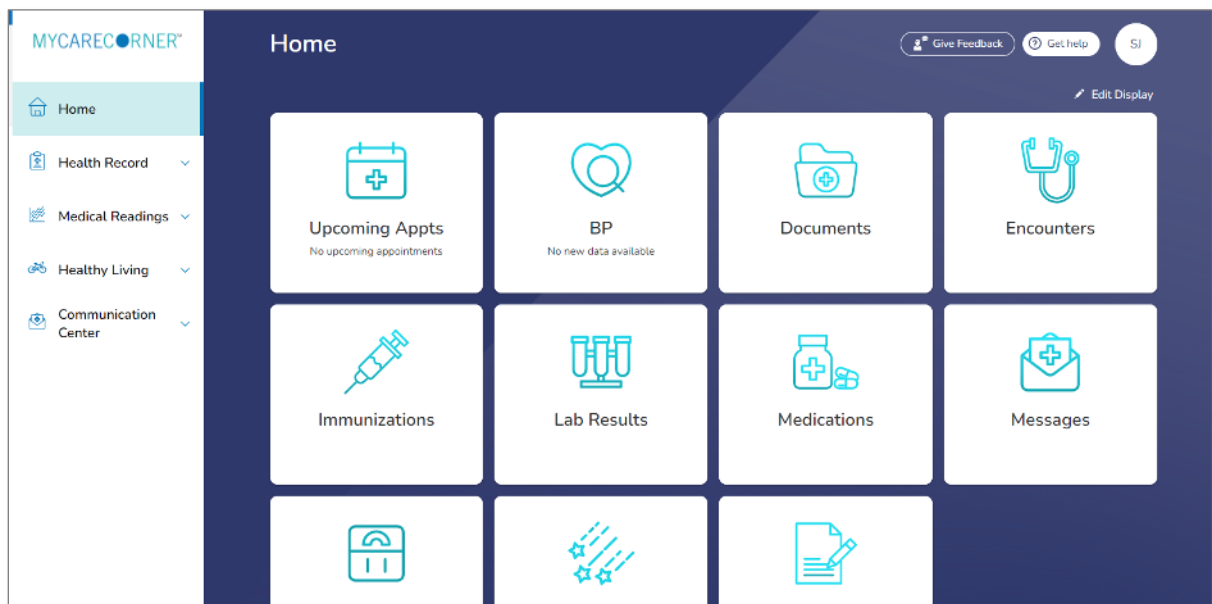 MYCARECORNER™
Home
Give Feedback
Get help
SJ
Edit Display
Home
Health Record
Medical Readings
Healthy Living
Communication
Center
Upcoming Appts
No upcoming appointments
BP
No new data available
Documents
Encounters
Immunizations
Lab Results
Medications
Messages